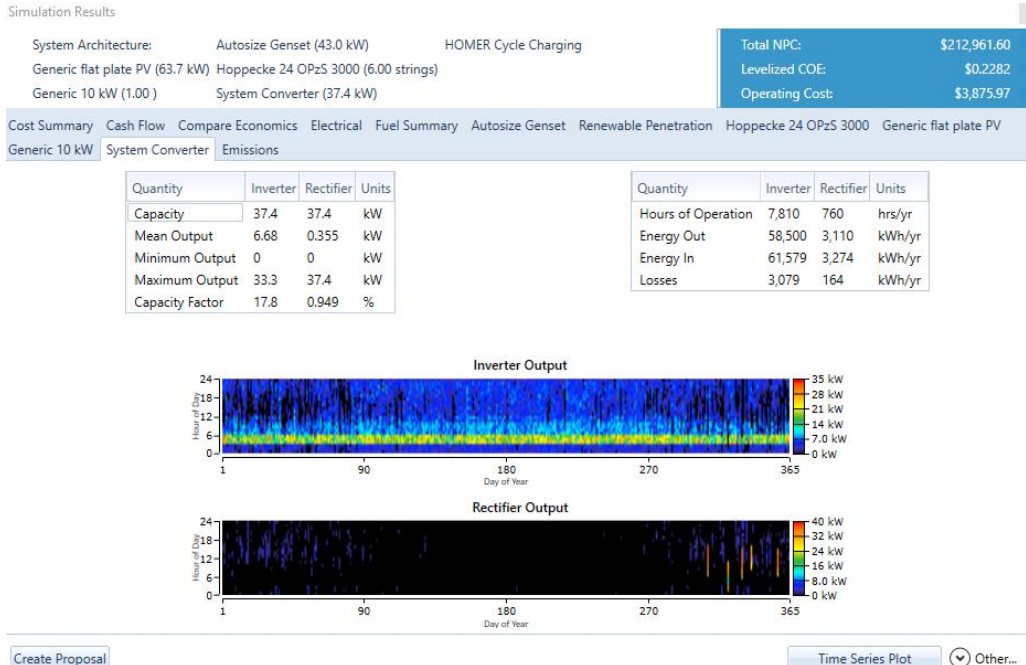 Simulation Results
System Architecture: Autosize Genset (43.0 kW) HOMER Cycle Charging
Generic flat plate PV (63.7 kW) Hoppecke 24 OPzS 3000 (6.00 strings)
Generic 10 kW (1.00 ) System Converter (37.4 kW)
Total NPC: $212,961.60
Levelized COE: $0.2282
Operating Cost: $3,875.97
Cost Summary Cash Flow Compare Economics Electrical Fuel Summary Autosize Genset Renewable Penetration Hoppecke 24 OPzS 3000 Generic flat plate PV
Generic 10 kW System Converter Emissions
Quantity Inverter Rectifier Units
Capacity 37.4 37.4 kW
Mean Output 6.68 0.355 kW
Minimum Output 0 0 kW
Maximum Output 33.3 37.4 kW
Capacity Factor 17.8 0.949 %
Quantity Inverter Rectifier Units
Hours of Operation 7,810 760 hrs/yr
Energy Out 58,500 3,110 kWh/yr
Energy In 61,579 3,274 kWh/yr
Losses 3,079 164 kWh/yr
Inverter Output
Hour of Day
24
18
12
6
0
1 90 180 270 365
Day of Year
35 kW
28 kW
21 kW
14 kW
7.0 kW
0 kW
Rectifier Output
Hour of Day
24
18
12
6
0
1 90 180 270 365
Day of Year
40 kW
32 kW
24 kW
16 kW
8.0 kW
0 kW
Create Proposal Time Series Plot Other...